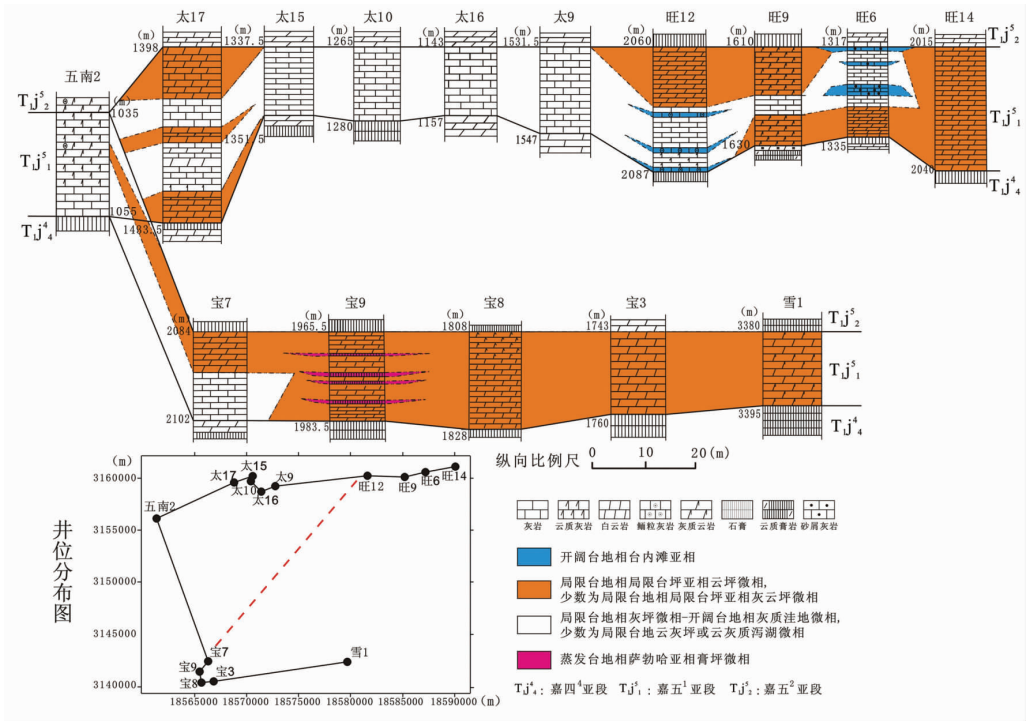 太17 太15 太10 太16 太9 旺12 旺9 旺6 旺14
(m) (m) (m) (m) (m) (m) (m) (m) (m)
1398 1337.5 1265 1143 1531.5 2060 1610 1317 2015
T₁j⁵₂
五南2
(m)
T₁j⁵₂ 1035
1351.5 1280 1157 1547 1630 1335
T₁j⁵₁ T₁j⁵₁
2087 2040
1055 T₁j⁴₄
T₁j⁴₄ 1483.5
宝7 宝9 宝8 宝3 雪1
(m) (m) (m) (m) (m)
2084 1965.5 1808 1743 3380 T₁j⁵₂
T₁j⁵₁
2102 1983.5 1828 1760 3395
T₁j⁴₄
纵向比例尺 0 10 20 (m)
井位分布图
(m)
3160000
3155000
3150000
3145000
3140000
太15
太17 太9
太10
太16
旺12 旺9 旺6 旺14
五南2
宝7
宝9 宝3
宝8
雪1
18565000 18570000 18575000 18580000 18585000 18590000 (m)
灰岩 云质灰岩 白云岩 鲕粒灰岩 灰质云岩 石膏 云质膏岩 砂屑灰岩
开阔台地相台内滩亚相
局限台地相局限台坪亚相云坪微相,
少数为局限台地相局限台坪亚相灰云坪微相
局限台地相灰坪微相-开阔台地相灰质洼地微相,
少数为局限台地云灰坪或云灰质泻湖微相
蒸发台地相萨勃哈亚相膏坪微相
T₁j⁴₄: 嘉四⁴亚段 T₁j⁵₁: 嘉五¹亚段 T₁j⁵₂: 嘉五²亚段